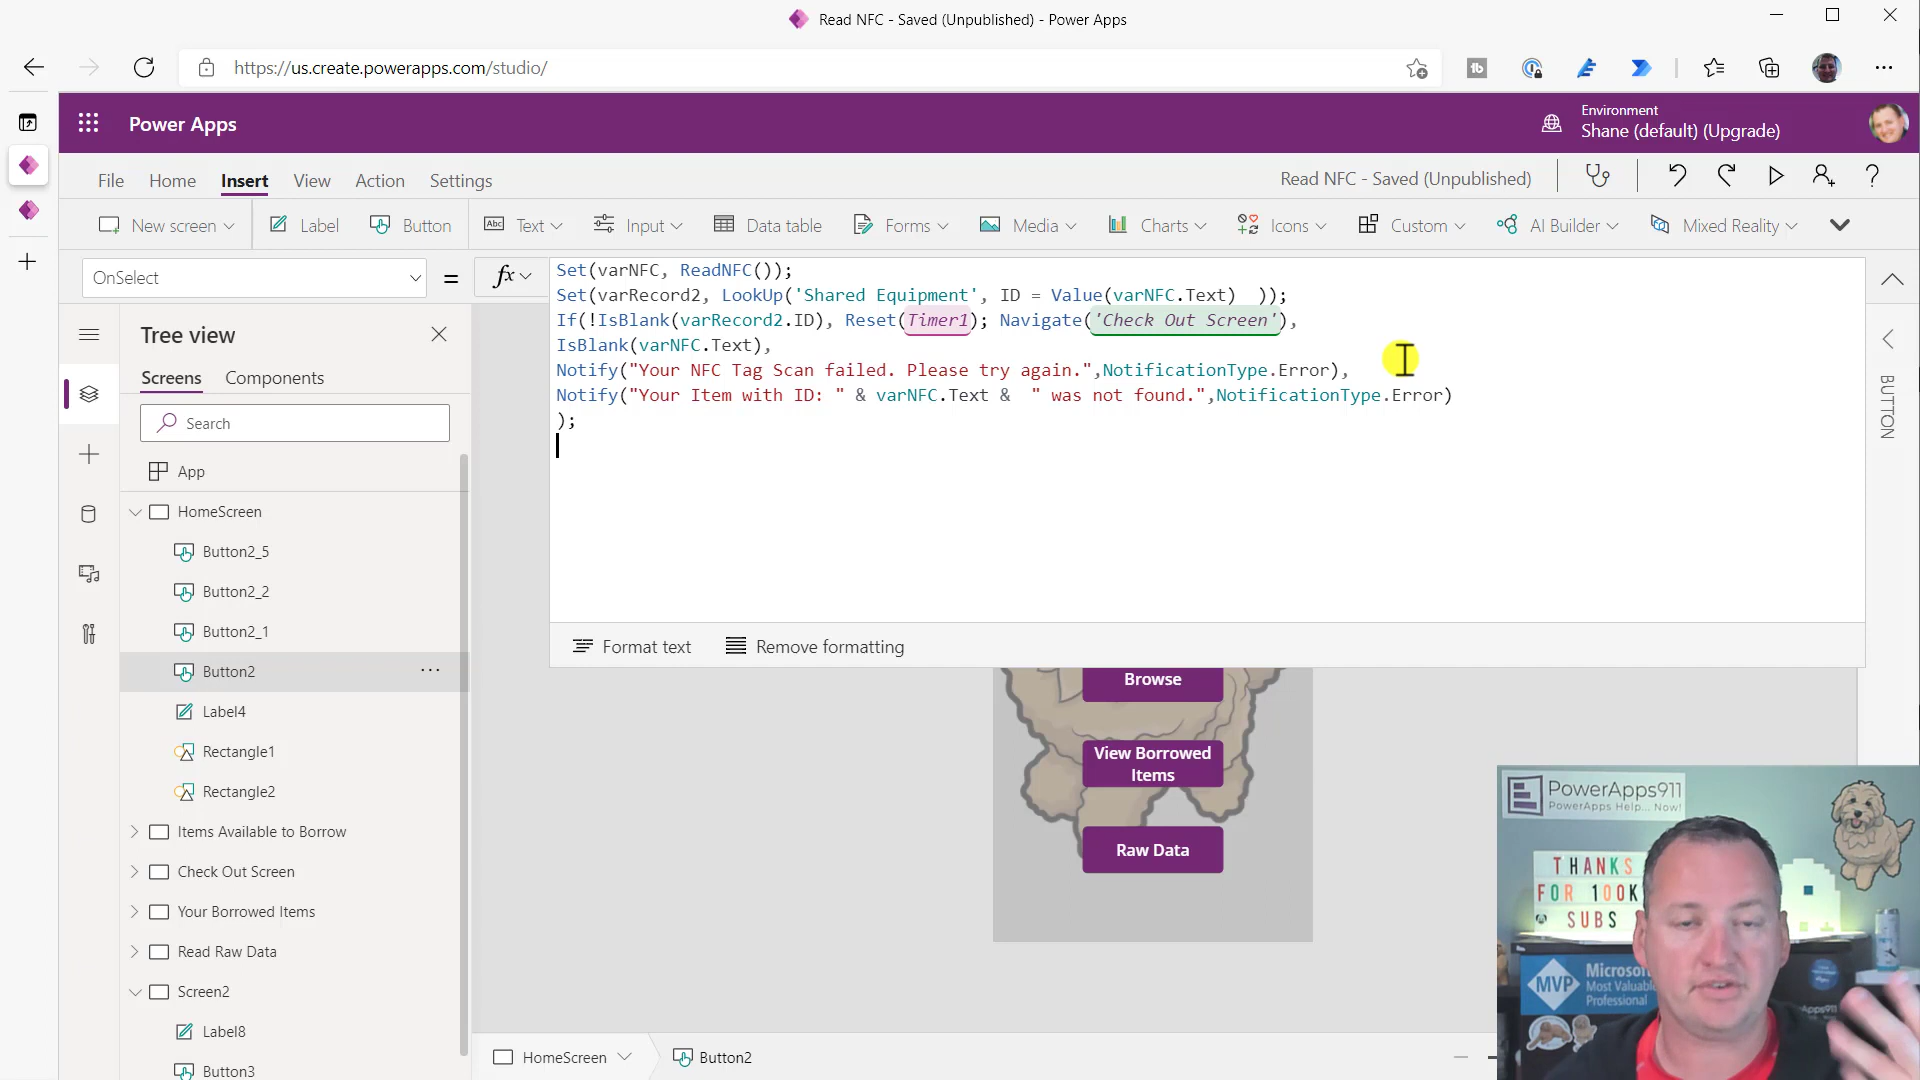 Read NFC - Saved (Unpublished) - Power Apps
https://us.create.powerapps.com/studio/
Power Apps
Environment
Shane (default) (Upgrade)
File Home Insert View Action Settings
Read NFC - Saved (Unpublished)
New screen Label Button Text Input Data table Forms Media Charts Icons Custom AI Builder Mixed Reality
OnSelect = fx
Set(varNFC, ReadNFC());
Set(varRecord2, LookUp('Shared Equipment', ID = Value(varNFC.Text)  ));
If(!IsBlank(varRecord2.ID), Reset(Timer1); Navigate('Check Out Screen'),
IsBlank(varNFC.Text),
Notify("Your NFC Tag Scan failed. Please try again.",NotificationType.Error),
Notify("Your Item with ID: " & varNFC.Text &  " was not found.",NotificationType.Error)
);
Format text Remove formatting
BUTTON
Tree view
Screens Components
Search
App
HomeScreen
Button2_5
Button2_2
Button2_1
Button2
Label4
Rectangle1
Rectangle2
Items Available to Borrow
Check Out Screen
Your Borrowed Items
Read Raw Data
Screen2
Label8
Button3
Browse
View Borrowed
Items
Raw Data
HomeScreen Button2
PowerApps911
PowerApps Help... Now!
THANKS
FOR 100K
SUBS
MVP
Microsoft
Most Valuable
Professional